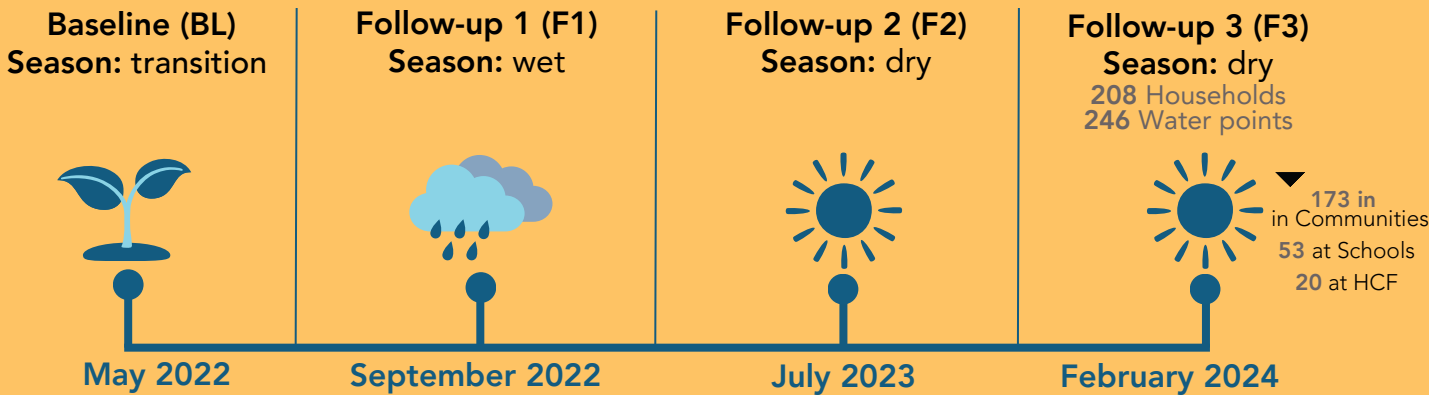 Baseline (BL)
Season: transition
Follow-up 1 (F1)
Season: wet
Follow-up 2 (F2)
Season: dry
Follow-up 3 (F3)
Season: dry
208 Households
246 Water points
173 in
in Communities
53 at Schools
20 at HCF
May 2022
September 2022
July 2023
February 2024